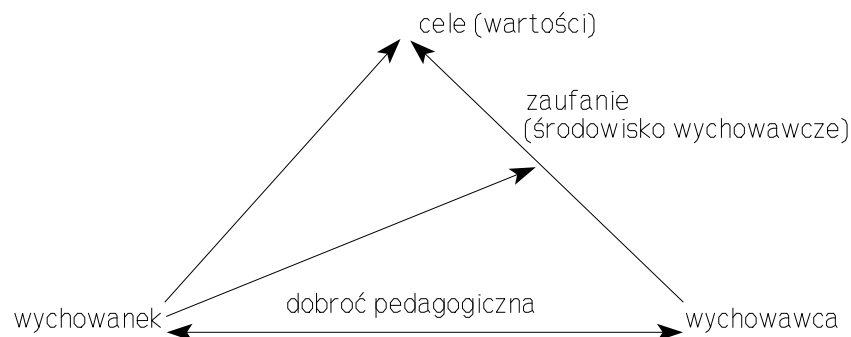 cele (wartości)
zaufanie
(środowisko wychowawcze)
dobroć pedagogiczna
wychowanek
wychowawca